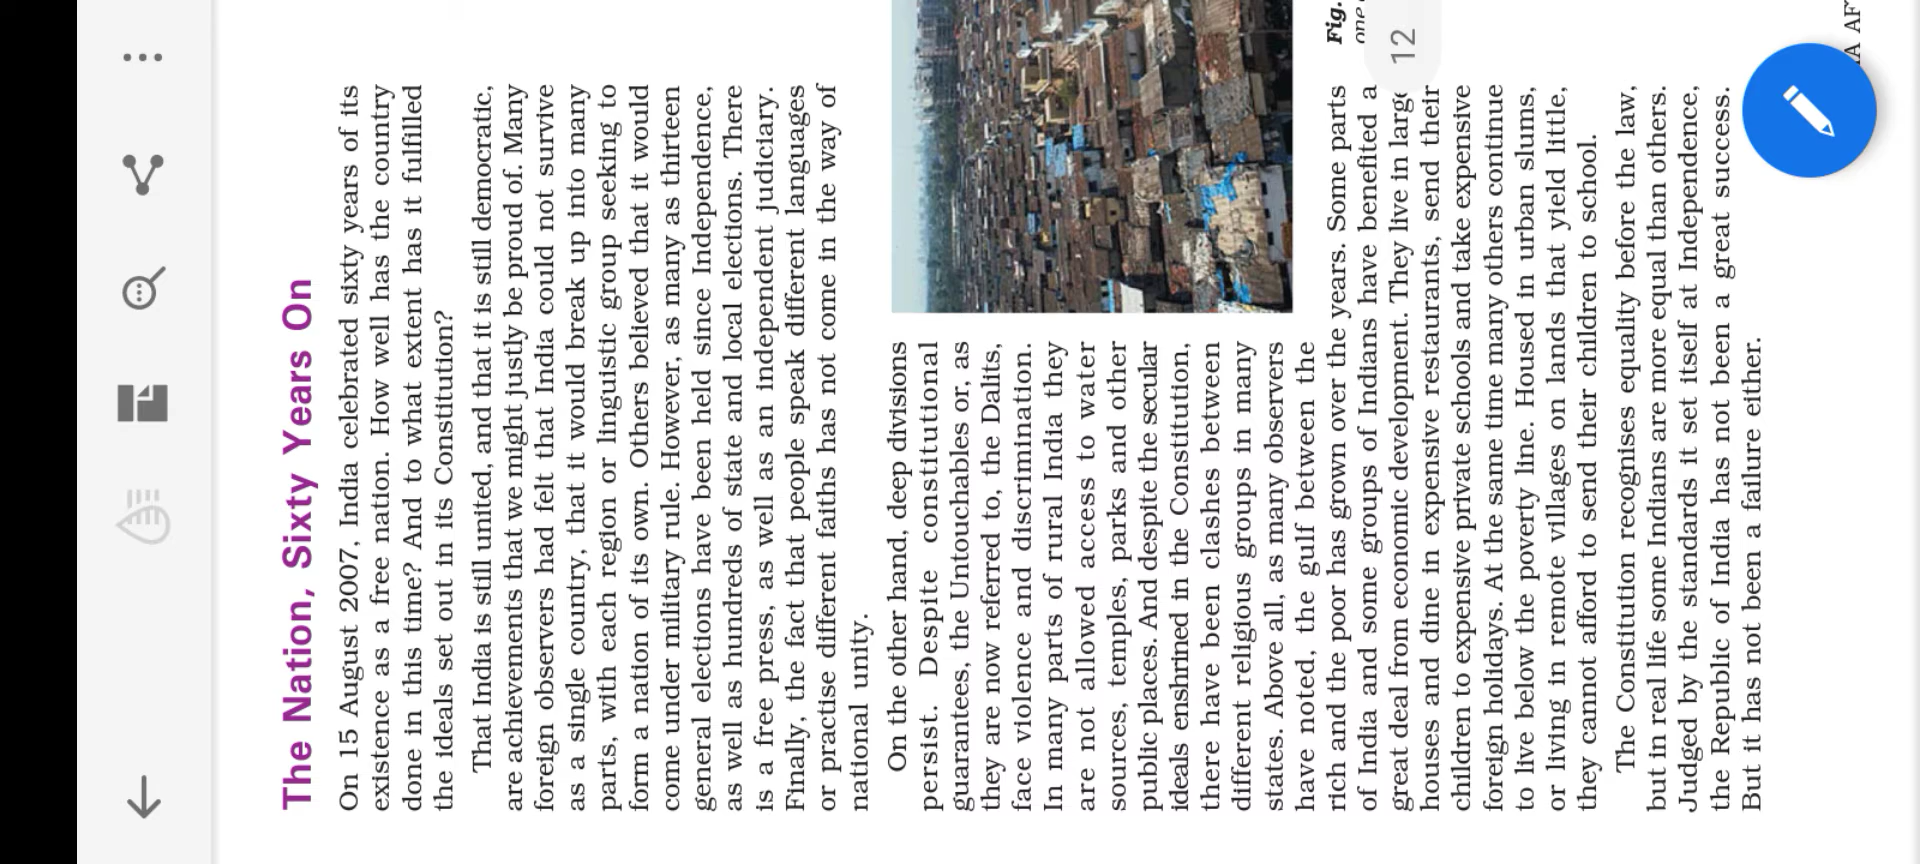 The Nation, Sixty Years On
On 15 August 2007, India celebrated sixty years of its
existence as a free nation. How well has the country
done in this time? And to what extent has it fulfilled
the ideals set out in its Constitution?
That India is still united, and that it is still democratic,
are achievements that we might justly be proud of. Many
foreign observers had felt that India could not survive
as a single country, that it would break up into many
parts, with each region or linguistic group seeking to
form a nation of its own. Others believed that it would
come under military rule. However, as many as thirteen
general elections have been held since Independence,
as well as hundreds of state and local elections. There
is a free press, as well as an independent judiciary.
Finally, the fact that people speak different languages
or practise different faiths has not come in the way of
national unity.
On the other hand, deep divisions
persist. Despite constitutional
guarantees, the Untouchables or, as
they are now referred to, the Dalits,
face violence and discrimination.
In many parts of rural India they
are not allowed access to water
sources, temples, parks and other
public places. And despite the secular
ideals enshrined in the Constitution,
there have been clashes between
different religious groups in many
states. Above all, as many observers
have noted, the gulf between the
rich and the poor has grown over the years. Some parts
of India and some groups of Indians have benefited a
great deal from economic development. They live in large
houses and dine in expensive restaurants, send their
children to expensive private schools and take expensive
foreign holidays. At the same time many others continue
to live below the poverty line. Housed in urban slums,
or living in remote villages on lands that yield little,
they cannot afford to send their children to school.
The Constitution recognises equality before the law,
but in real life some Indians are more equal than others.
Judged by the standards it set itself at Independence,
the Republic of India has not been a great success.
But it has not been a failure either.
Fig.
one
12